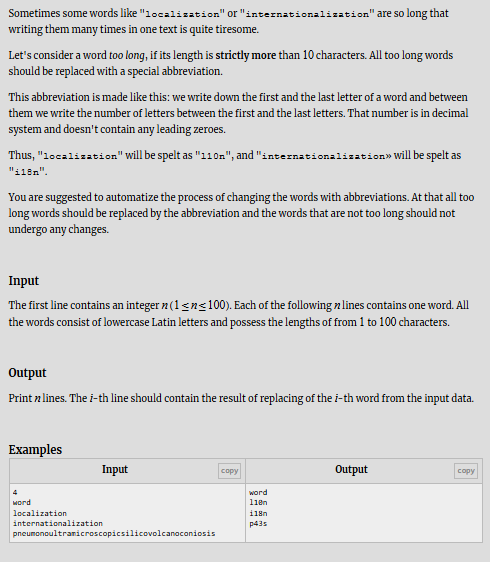 Sometimes some words like "localization" or "internationalization" are so long that
writing them many times in one text is quite tiresome.
Let's consider a word too long, if its length is strictly more than 10 characters. All too long words
should be replaced with a special abbreviation.
This abbreviation is made like this: we write down the first and the last letter of a word and between
them we write the number of letters between the first and the last letters. That number is in decimal
system and doesn't contain any leading zeroes.
Thus, "localization" will be spelt as "l10n", and "internationalization» will be spelt as
"i18n".
You are suggested to automatize the process of changing the words with abbreviations. At that all too
long words should be replaced by the abbreviation and the words that are not too long should not
undergo any changes.
Input
The first line contains an integer n (1≤n≤100). Each of the following n lines contains one word. All
the words consist of lowercase Latin letters and possess the lengths of from 1 to 100 characters.
Output
Print n lines. The i-th line should contain the result of replacing of the i-th word from the input data.
Examples
Input copy Output copy
4 word
word l10n
localization i18n
internationalization p43s
pneumonoultramicroscopicsilicovolcanoconiosis